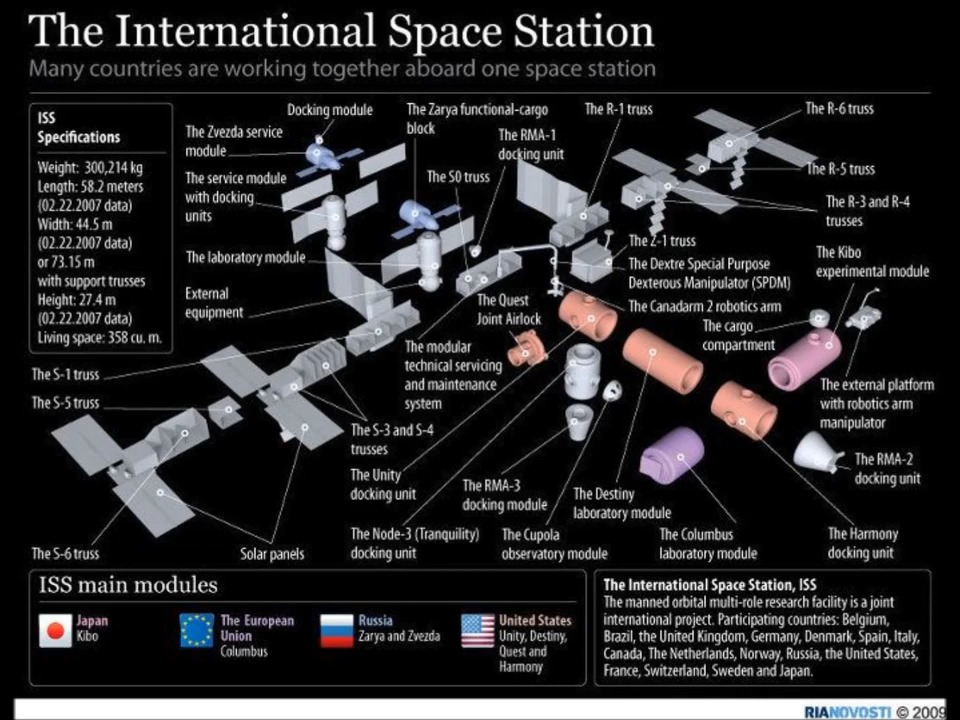 The International Space Station
Many countries are working together aboard one space station
ISS
Specifications
Weight: 300,214 kg
Length: 58.2 meters
(02.22.2007 data)
Width: 44.5 m
(02.22.2007 data)
or 73.15 m
with support trusses
Height: 27.4 m
(02.22.2007 data)
Living space: 358 cu. m.
Docking module
The Zvezda service
module
The service module
with docking
units
The laboratory module
External
equipment
The Zarya functional-cargo
block
The RMA-1
docking unit
The S0 truss
The R-1 truss
The R-6 truss
The R-5 truss
The R-3 and R-4
trusses
The Z-1 truss
The Dextre Special Purpose
Dexterous Manipulator (SPDM)
The Canadarm 2 robotics arm
The Kibo
experimental module
The cargo
compartment
The Quest
Joint Airlock
The modular
technical servicing
and maintenance
system
The external platform
with robotics arm
manipulator
The S-1 truss
The S-5 truss
The S-3 and S-4
trusses
The Unity
docking unit
The RMA-3
docking module
The Destiny
laboratory module
The RMA-2
docking unit
The S-6 truss
Solar panels
The Node-3 (Tranquility)
docking unit
The Cupola
observatory module
The Columbus
laboratory module
The Harmony
docking unit
ISS main modules
Japan
Kibo
The European
Union
Columbus
Russia
Zarya and Zvezda
United States
Unity, Destiny,
Quest and
Harmony
The International Space Station, ISS
The manned orbital multi-role research facility is a joint
international project. Participating countries: Belgium,
Brazil, the United Kingdom, Germany, Denmark, Spain, Italy,
Canada, The Netherlands, Norway, Russia, the United States,
France, Switzerland, Sweden and Japan.
RIANOVOSTI © 2009